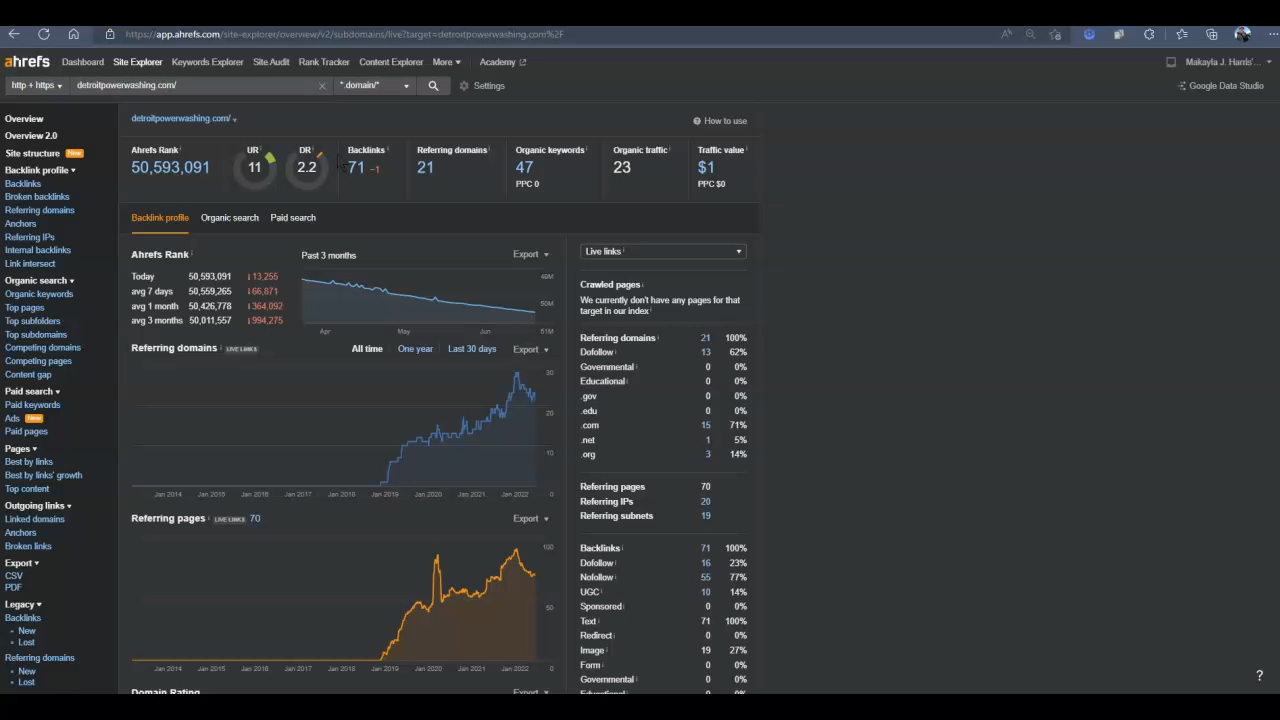 https://app.ahrefs.com/site-explorer/overview/v2/subdomains/live?target=detroitpowerwashing.com%2F
ahrefs Dashboard Site Explorer Keywords Explorer Site Audit Rank Tracker Content Explorer More Academy Makayla J. Harris'...
http + https detroitpowerwashing.com/ *.domain/* Settings Google Data Studio
Overview
Overview 2.0
Site structure New
Backlink profile
Backlinks
Broken backlinks
Referring domains
Anchors
Referring IPs
Internal backlinks
Link intersect
Organic search
Organic keywords
Top pages
Top subfolders
Top subdomains
Competing domains
Competing pages
Content gap
Paid search
Paid keywords
Ads New
Paid pages
Pages
Best by links
Best by links' growth
Top content
Outgoing links
Linked domains
Anchors
Broken links
Export
CSV
PDF
Legacy
Backlinks
New
Lost
Referring domains
New
Lost
detroitpowerwashing.com/
How to use
Ahrefs Rank UR DR Backlinks Referring domains Organic keywords Organic traffic Traffic value
50,593,091 11 2.2 71 -1 21 47 23 $1
PPC 0 PPC $0
Backlink profile Organic search Paid search
Ahrefs Rank Past 3 months Export
Today 50,593,091 13,255
avg 7 days 50,559,265 66,871
avg 1 month 50,426,778 364,092
avg 3 months 50,011,557 994,275
50M
51M
Apr May Jun
Referring domains LIVE LINKS All time One year Last 30 days Export
30
20
10
0
Jan 2014 Jan 2015 Jan 2016 Jan 2017 Jan 2018 Jan 2019 Jan 2020 Jan 2021 Jan 2022
Referring pages LIVE LINKS 70 Export
100
50
0
Jan 2014 Jan 2015 Jan 2016 Jan 2017 Jan 2018 Jan 2019 Jan 2020 Jan 2021 Jan 2022
Domain Rating Export
Live links
Crawled pages
We currently don't have any pages for that
target in our index
Referring domains 21 100%
Dofollow 13 62%
Governmental 0 0%
Educational 0 0%
.gov 0 0%
.edu 0 0%
.com 15 71%
.net 1 5%
.org 3 14%
Referring pages 70
Referring IPs 20
Referring subnets 19
Backlinks 71 100%
Dofollow 16 23%
Nofollow 55 77%
UGC 10 14%
Sponsored 0 0%
Text 71 100%
Redirect 0 0%
Image 19 27%
Form 0 0%
Governmental 0 0%
Educational 0 0%
?